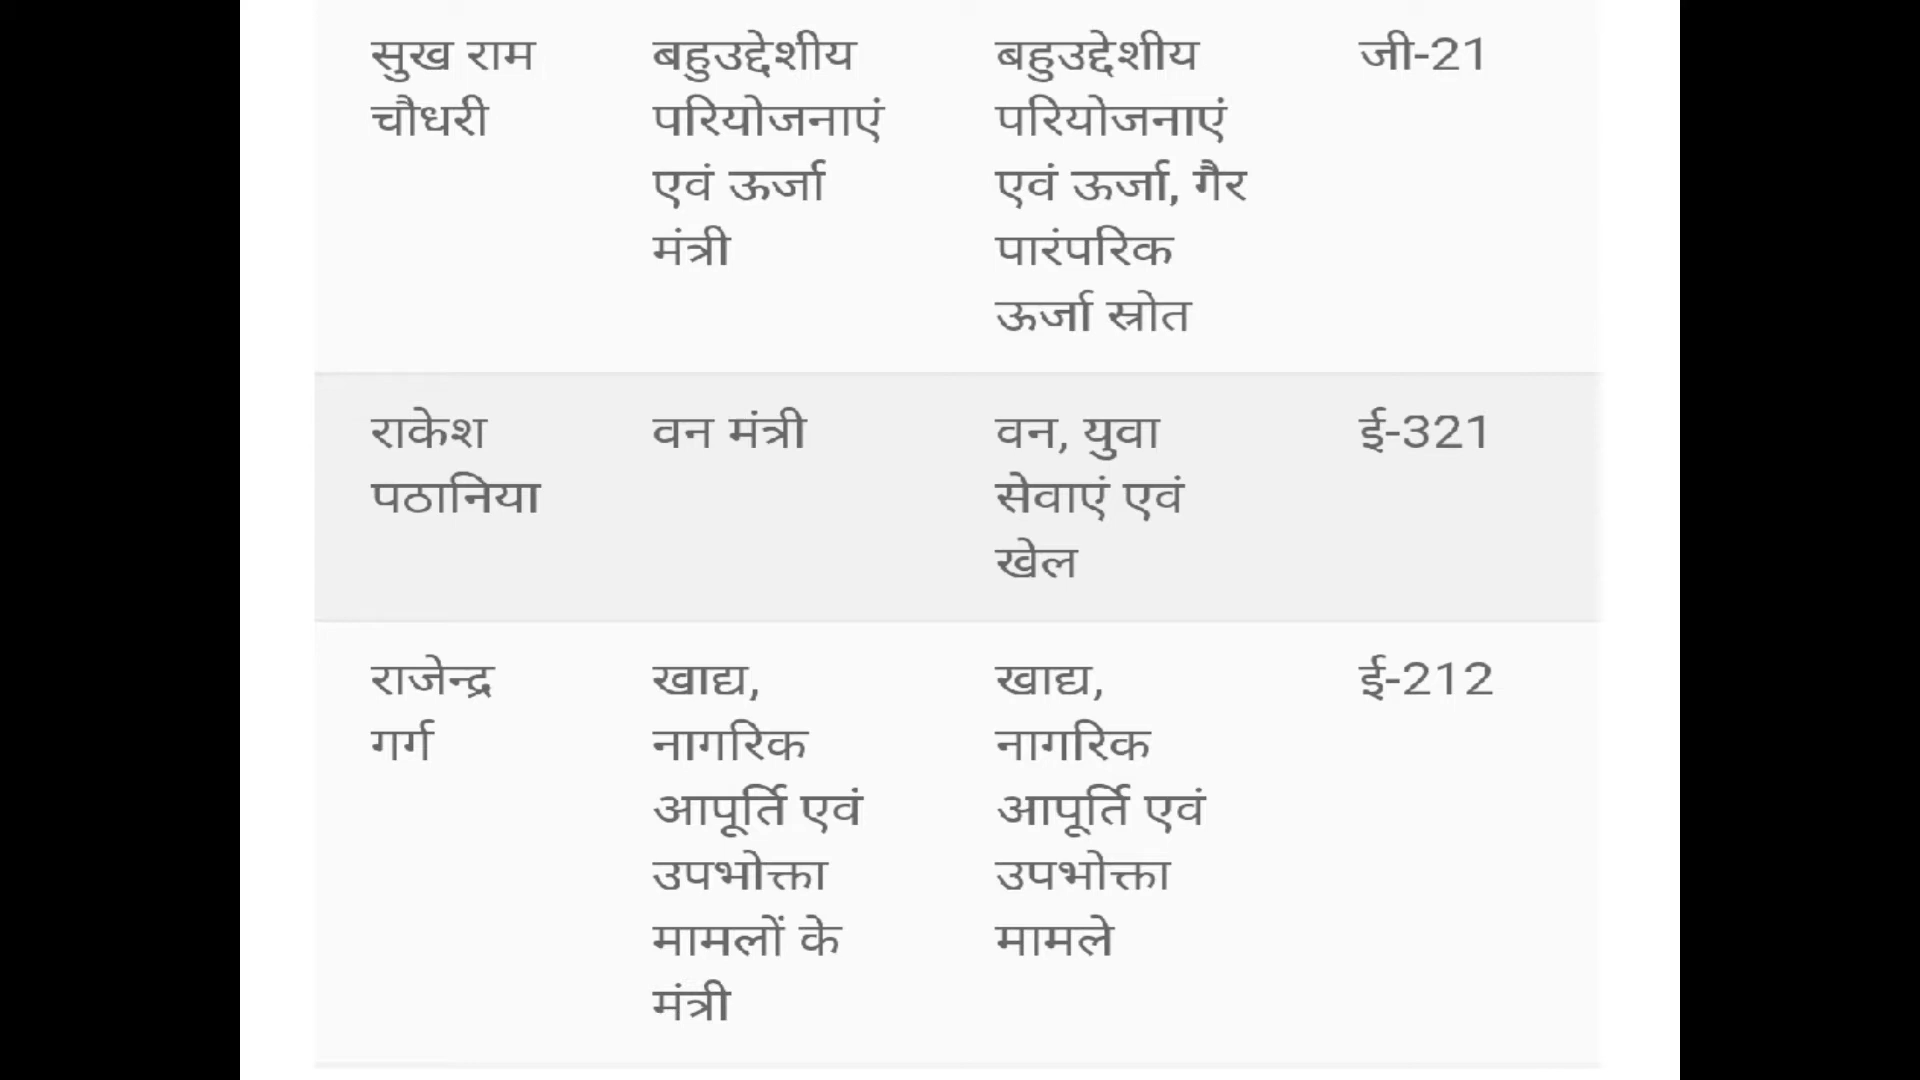 सुख राम
चौधरी
बहुउद्देशीय
परियोजनाएं
एवं ऊर्जा
मंत्री
बहुउद्देशीय
परियोजनाएं
एवं ऊर्जा, गैर
पारंपरिक
ऊर्जा स्रोत
जी-21
राकेश
पठानिया
वन मंत्री
वन, युवा
सेवाएं एवं
खेल
ई-321
राजेन्द्र
गर्ग
खाद्य,
नागरिक
आपूर्ति एवं
उपभोक्ता
मामलों के
मंत्री
खाद्य,
नागरिक
आपूर्ति एवं
उपभोक्ता
मामले
ई-212